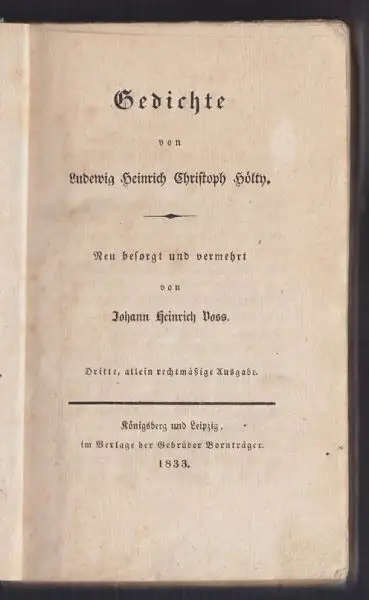 Gedichte
von
Ludewig Heinrich Christoph Hölty.
Neu besorgt und vermehrt
von
Johann Heinrich Voss.
Dritte, allein rechtmäßige Ausgabe.
Königsberg und Leipzig,
im Verlage der Gebrüder Bornträger.
1833.